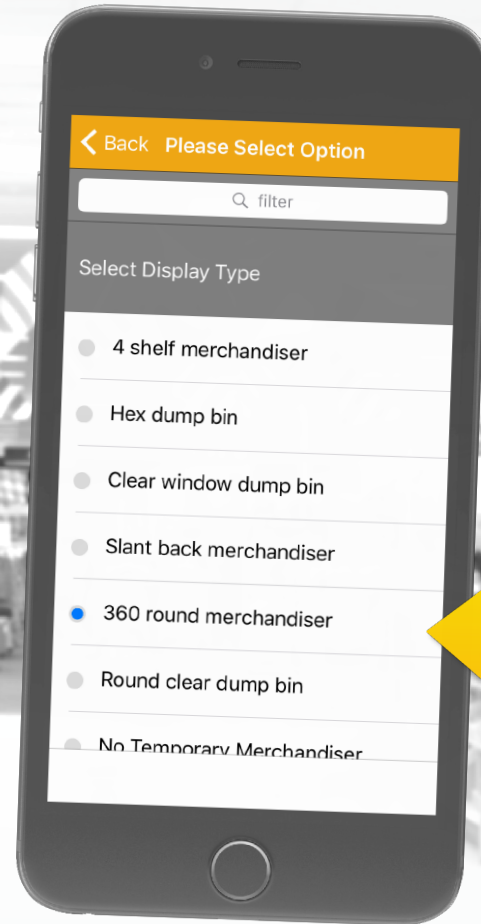 Back Please Select Option
filter
Select Display Type
4 shelf merchandiser
Hex dump bin
Clear window dump bin
Slant back merchandiser
360 round merchandiser
Round clear dump bin
No Temporary Merchandiser